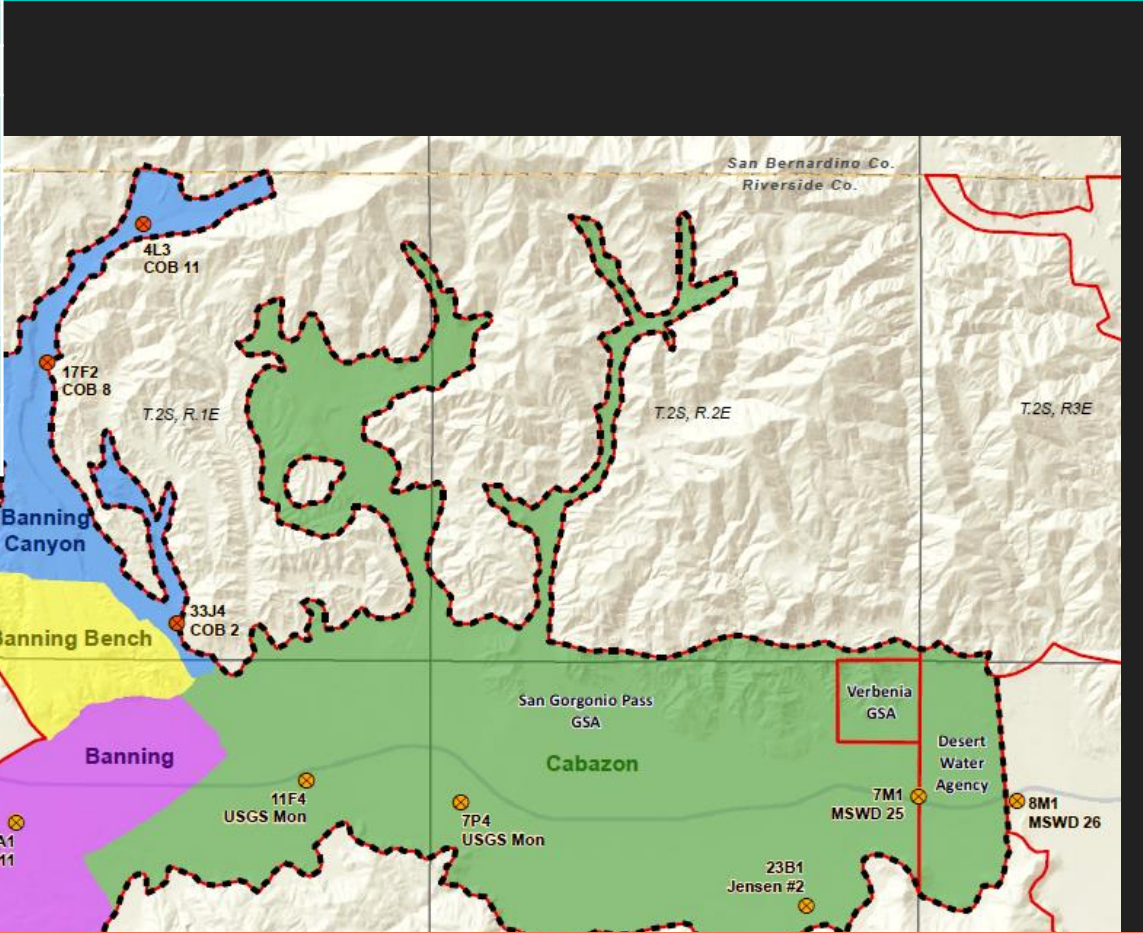 San Bernardino Co.
Riverside Co.
4L3
COB 11
17F2
COB 8
T.2S, R.1E
T.2S, R.2E
T.2S, R3E
Banning
Canyon
33J4
COB 2
Banning Bench
San Gorgonio Pass
GSA
Verbenia
GSA
Banning
Cabazon
Desert
Water
Agency
11F4
USGS Mon
7P4
USGS Mon
7M1
MSWD 25
8M1
MSWD 26
A1
11
23B1
Jensen #2